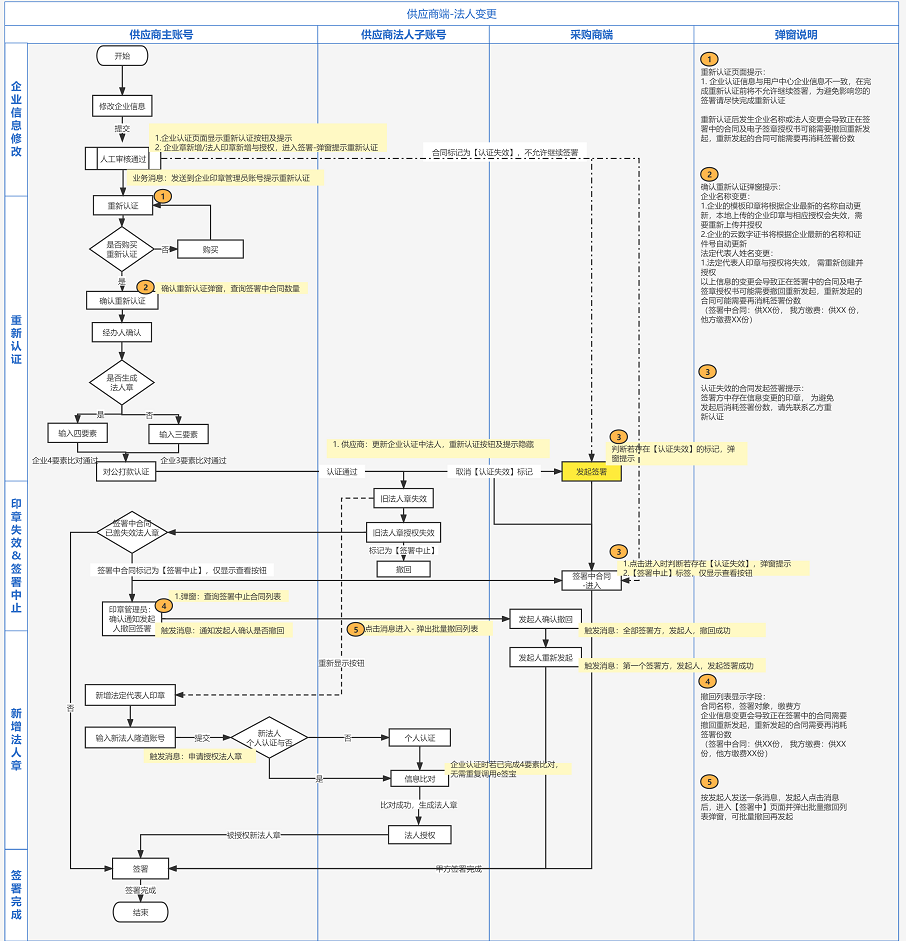 供应商端-法人变更
供应商主账号
供应商法人子账号
采购商端
弹窗说明
企业信息修改
开始
修改企业信息
提交
1.企业认证页面显示重新认证按钮及提示
2. 企业章新增/法人印章新增与授权，进入签署-弹窗提示重新认证
人工审核通过
合同标记为【认证失效】，不允许继续签署
业务消息：发送到企业印章管理员账号提示重新认证
重新认证
重新认证
1
是否购买
重新认证
否
购买
是
2
确认重新认证弹窗，查询签署中合同数量
确认重新认证
经办人确认
是否生成
法人章
是
否
输入四要素
输入三要素
企业4要素比对通过
企业3要素比对通过
对公打款认证
1. 供应商：更新企业认证中法人，重新认证按钮及提示隐藏
认证通过
取消【认证失效】标记
3
判断若存在【认证失效】的标记，弹
窗提示
发起签署
印章失效&签署中止
旧法人章失效
旧法人章授权失效
标记为【签署中止】
撤回
签署中合同
已盖失效法人章
签署中合同标记为【签署中止】，仅显示查看按钮
3
1.点击进入时判断若存在【认证失效】，弹窗提示
2.【签署中止】标签，仅显示查看按钮
签署中合同
-进入
1.弹窗：查询签署中止合同列表
4
印章管理员：
确认通知发起
人撤回签署
触发消息：通知发起人确认是否撤回
5
点击消息进入- 弹出批量撤回列表
发起人确认撤回
触发消息：全部签署方，发起人，撤回成功
发起人重新发起
触发消息：第一个签署方，发起人，发起签署成功
新增法人章
重新显示按钮
否
新增法定代表人印章
输入新法人隆道账号
提交
触发消息：申请授权法人章
新法人
个人认证与否
否
个人认证
企业认证时若已完成4要素比对，
无需重复调用e签宝
是
信息比对
比对成功，生成法人章
法人授权
被授权新法人章
签署完成
签署
甲方签署完成
签署完成
结束
1
重新认证页面提示：
1. 企业认证信息与用户中心企业信息不一致，在完
成重新认证前将不允许继续签署，为避免影响您的
签署请尽快完成重新认证
重新认证后发生企业名称或法人变更会导致正在签
署中的合同及电子签章授权书可能需要撤回重新发
起，重新发起的合同可能需要再消耗签署份数
2
确认重新认证弹窗提示：
企业名称变更：
1.企业的模板印章将根据企业最新的名称自动更
新，本地上传的企业印章与相应授权会失效，需
要重新上传并授权
2.企业的云数字证书将根据企业最新的名称和证
件号自动更新
法定代表人姓名变更：
1.法定代表人印章与授权将失效， 需重新创建并
授权
以上信息的变更会导致正在签署中的合同及电子
签章授权书可能需要撤回重新发起，重新发起的
合同可能需要再消耗签署份数
（签署中合同：供XX份， 我方缴费：供XX 份，
他方缴费XX份）
3
认证失效的合同发起签署提示：
签署方中存在信息变更的印章， 为避免
发起后消耗签署份数，请先联系乙方重
新认证
4
撤回列表显示字段：
合同名称，签署对象，缴费方
企业信息变更会导致正在签署中的合同需要
撤回重新发起，重新发起的合同需要再消耗
签署份数
（签署中合同：供XX份， 我方缴费：供XX
份，他方缴费XX份）
5
按发起人发送一条消息，发起人点击消息
后，进入【签署中】页面并弹出批量撤回列
表弹窗，可批量撤回再发起